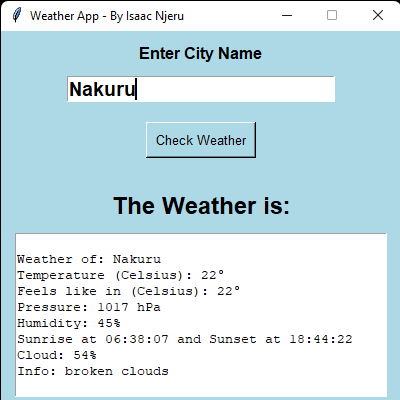 Weather App - By Isaac Njeru
Enter City Name
Nakuru
Check Weather
The Weather is:
Weather of: Nakuru
Temperature (Celsius): 22°
Feels like in (Celsius): 22°
Pressure: 1017 hPa
Humidity: 45%
Sunrise at 06:38:07 and Sunset at 18:44:22
Cloud: 54%
Info: broken clouds